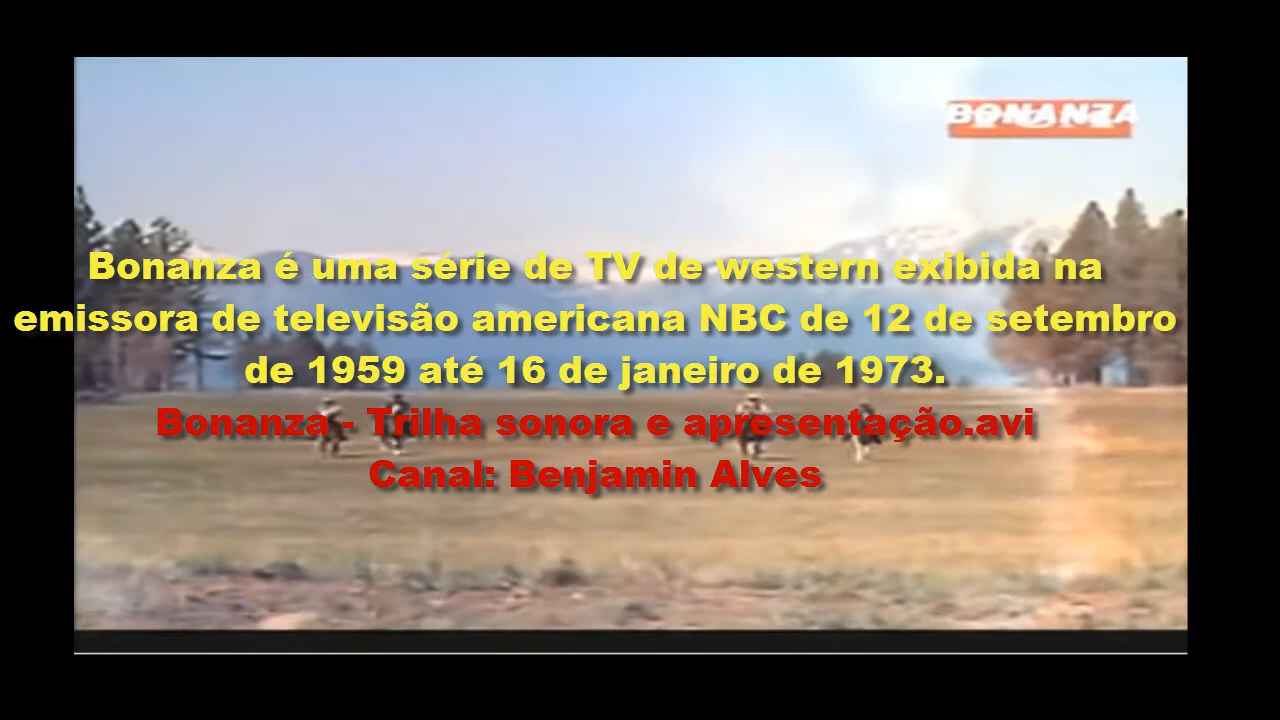 BONANZA
Bonanza é uma série de TV de western exibida na
emissora de televisão americana NBC de 12 de setembro
de 1959 até 16 de janeiro de 1973.
Bonanza - Trilha sonora e apresentação.avi
Canal: Benjamin Alves